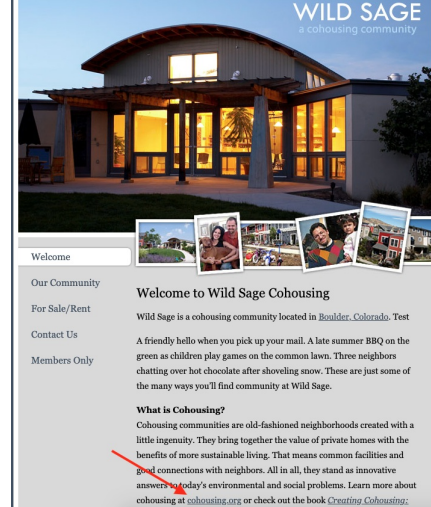 WILD SAGE
a cohousing community
Welcome
Our Community
For Sale/Rent
Contact Us
Members Only
Welcome to Wild Sage Cohousing
Wild Sage is a cohousing community located in Boulder, Colorado. Test
A friendly hello when you pick up your mail. A late summer BBQ on the
green as children play games on the common lawn. Three neighbors
chatting over hot chocolate after shoveling snow. These are just some of
the many ways you'll find community at Wild Sage.
What is Cohousing?
Cohousing communities are old-fashioned neighborhoods created with a
little ingenuity. They bring together the value of private homes with the
benefits of more sustainable living. That means common facilities and
good connections with neighbors. All in all, they stand as innovative
answers to today's environmental and social problems. Learn more about
cohousing at cohousing.org or check out the book Creating Cohousing: